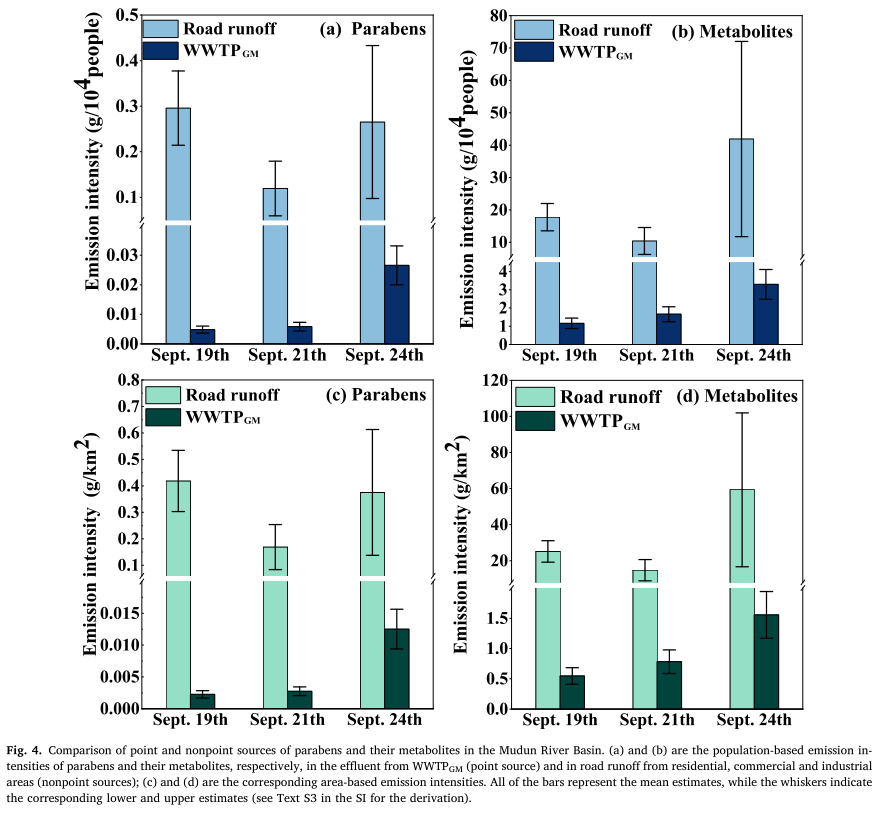 Road runoff
WWTPGM
(a) Parabens
Emission intensity (g/10⁴people)
0.5
0.4
0.3
0.2
0.1
0.03
0.02
0.01
0.00
Sept. 19th
Sept. 21th
Sept. 24th
Road runoff
WWTPGM
(b) Metabolites
Emission intensity (g/10⁴people)
80
70
60
50
40
30
20
10
4
3
2
1
0
Sept. 19th
Sept. 21th
Sept. 24th
Road runoff
WWTPGM
(c) Parabens
Emission intensity (g/km²)
0.8
0.7
0.6
0.5
0.4
0.3
0.2
0.1
0.015
0.010
0.005
0.000
Sept. 19th
Sept. 21th
Sept. 24th
Road runoff
WWTPGM
(d) Metabolites
Emission intensity (g/km²)
120
100
80
60
40
20
1.5
1.0
0.5
0.0
Sept. 19th
Sept. 21th
Sept. 24th
Fig. 4. Comparison of point and nonpoint sources of parabens and their metabolites in the Mudun River Basin. (a) and (b) are the population-based emission in-
tensities of parabens and their metabolites, respectively, in the effluent from WWTPGM (point source) and in road runoff from residential, commercial and industrial
areas (nonpoint sources); (c) and (d) are the corresponding area-based emission intensities. All of the bars represent the mean estimates, while the whiskers indicate
the corresponding lower and upper estimates (see Text S3 in the SI for the derivation).